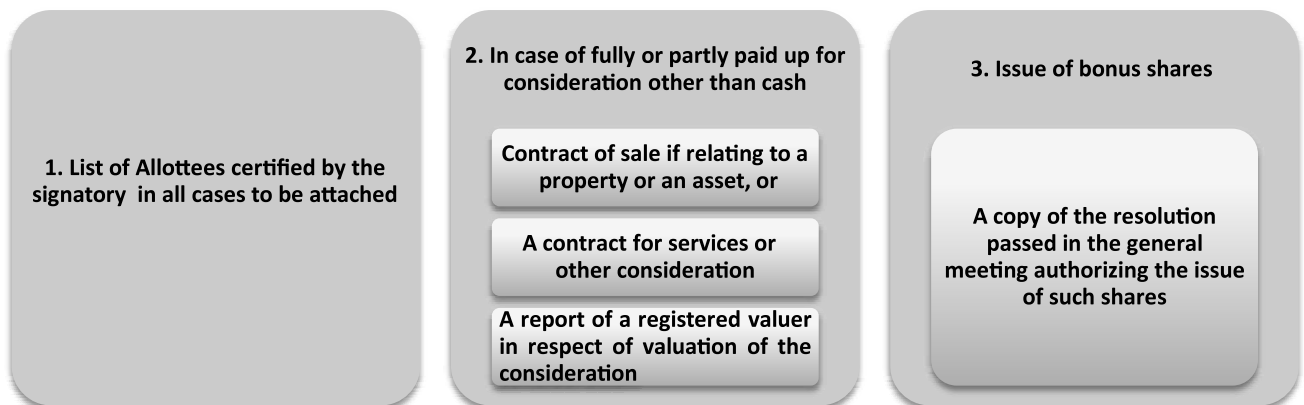 1. List of Allottees certified by the
signatory in all cases to be attached
2. In case of fully or partly paid up for
consideration other than cash
Contract of sale if relating to a
property or an asset, or
A contract for services or
other consideration
A report of a registered valuer
in respect of valuation of the
consideration
3. Issue of bonus shares
A copy of the resolution
passed in the general
meeting authorizing the issue
of such shares